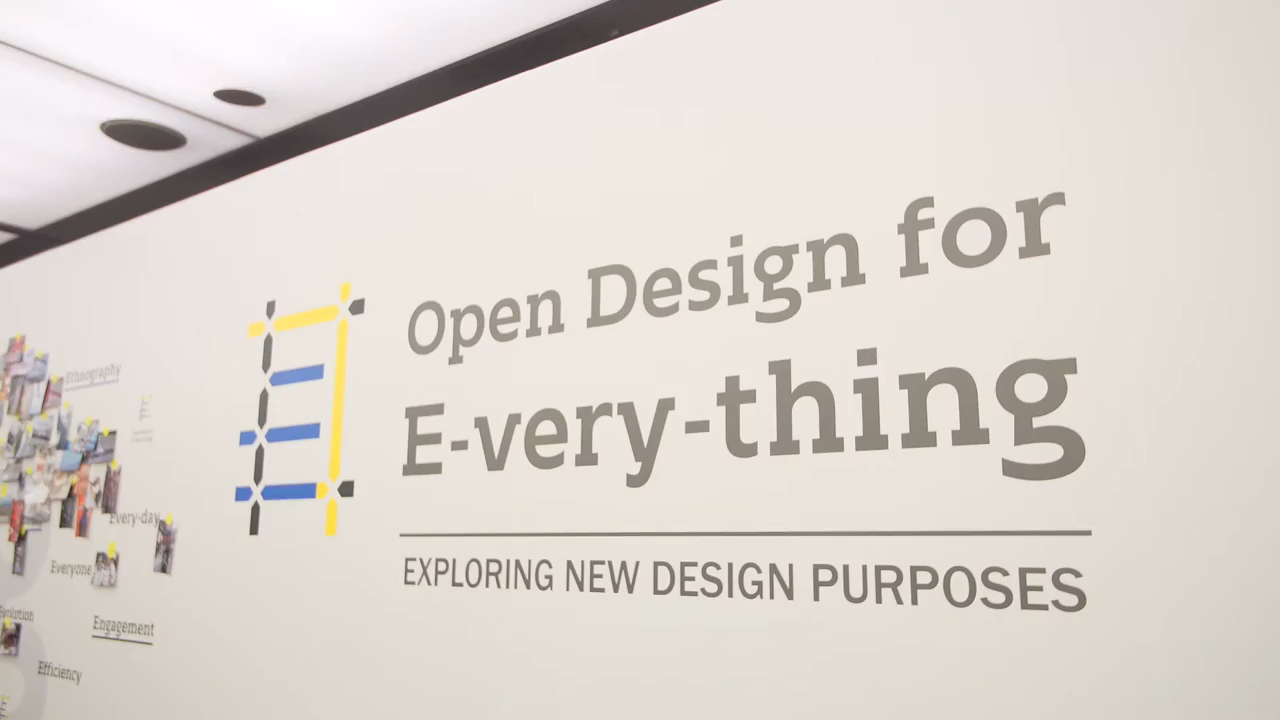 Open Design for
E-very-thing
EXPLORING NEW DESIGN PURPOSES
Ethnography
Every-day
Everyone
Evolution
Engagement
Efficiency